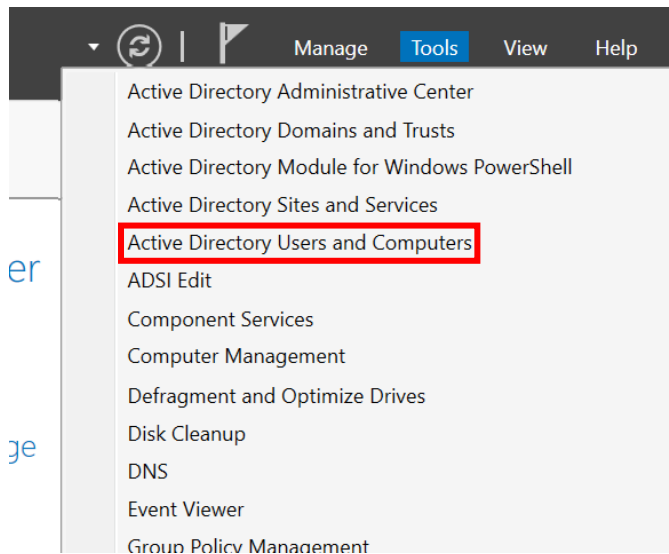 Manage Tools View Help
Active Directory Administrative Center
Active Directory Domains and Trusts
Active Directory Module for Windows PowerShell
Active Directory Sites and Services
Active Directory Users and Computers
er
ADSI Edit
Component Services
Computer Management
Defragment and Optimize Drives
Disk Cleanup
ge
DNS
Event Viewer
Group Policy Management